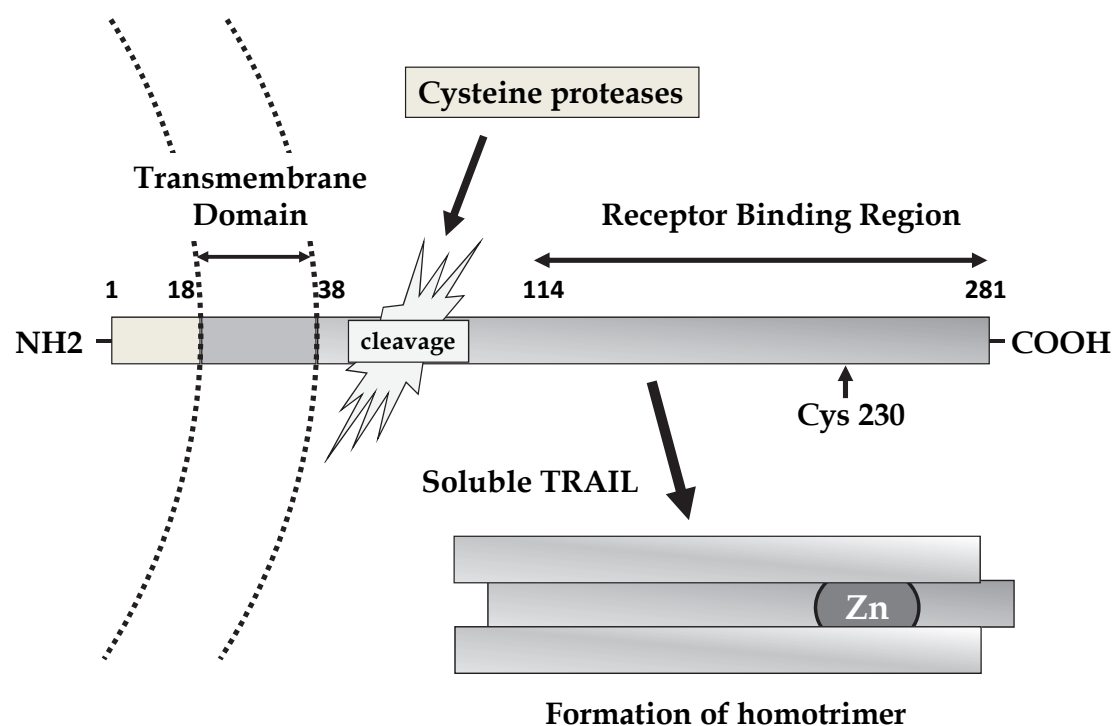 Cysteine proteases
Transmembrane
Domain
Receptor Binding Region
1
18
38
114
281
NH2
cleavage
COOH
Cys 230
Soluble TRAIL
Zn
Formation of homotrimer